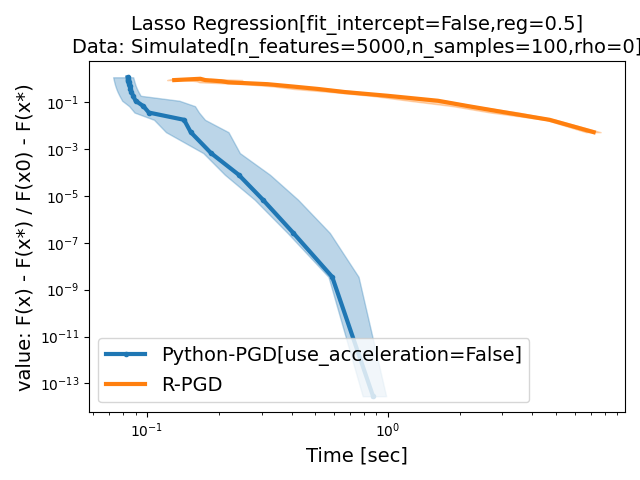 Lasso Regression[fit_intercept=False,reg=0.5]
Data: Simulated[n_features=5000,n_samples=100,rho=0]
value: F(x) - F(x*) / F(x0) - F(x*)
10⁻¹
10⁻³
10⁻⁵
10⁻⁷
10⁻⁹
10⁻¹¹
10⁻¹³
Python-PGD[use_acceleration=False]
R-PGD
10⁻¹ 10⁰
Time [sec]